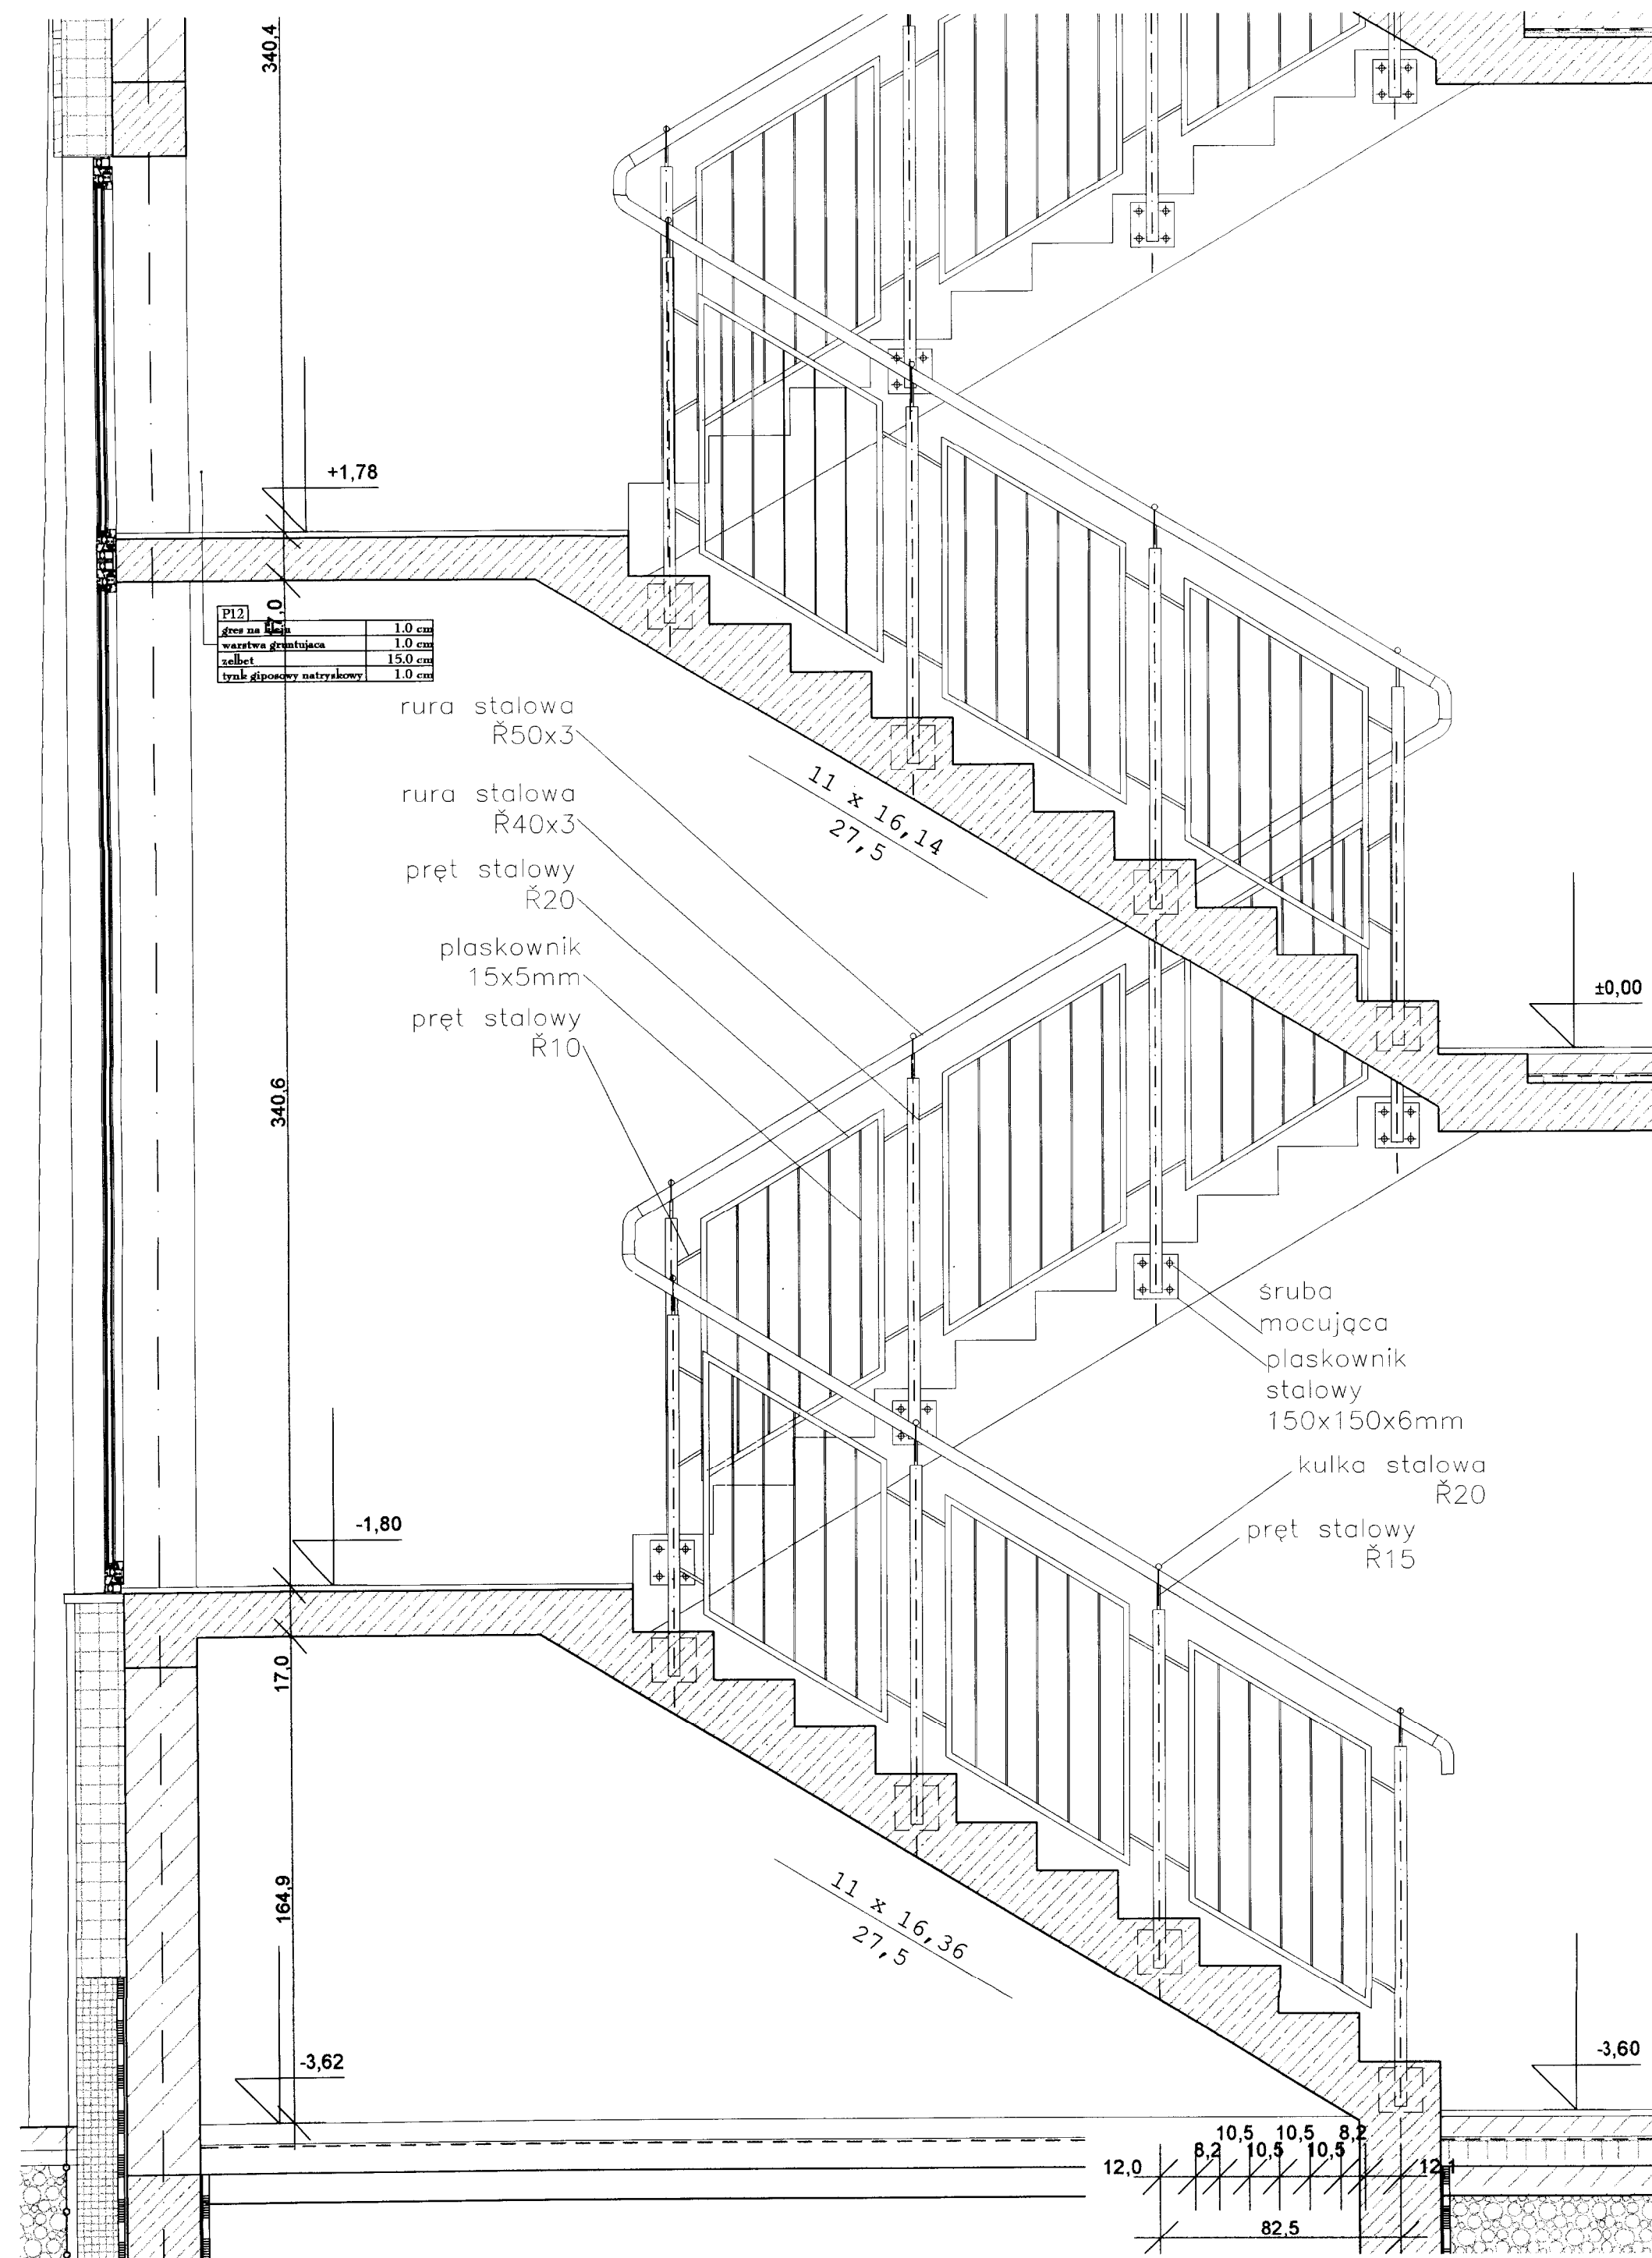 340,4
+1,78
17,0
P12
gres na kleju 1.0 cm
warstwa gruntujaca 1.0 cm
zelbet 15.0 cm
tynk gipsowy natryskowy 1.0 cm
rura stalowa
Ř50x3
rura stalowa
Ř40x3
pręt stalowy
Ř20
plaskownik
15x5mm
pręt stalowy
Ř10
11 x 16,14
27,5
±0,00
340,6
śruba
mocująca
plaskownik
stalowy
150x150x6mm
kulka stalowa
Ř20
pręt stalowy
Ř15
-1,80
17,0
164,9
11 x 16,36
27,5
-3,62
-3,60
12,0 8,2 10,5 10,5 10,5 10,5 8,2 12,1
82,5